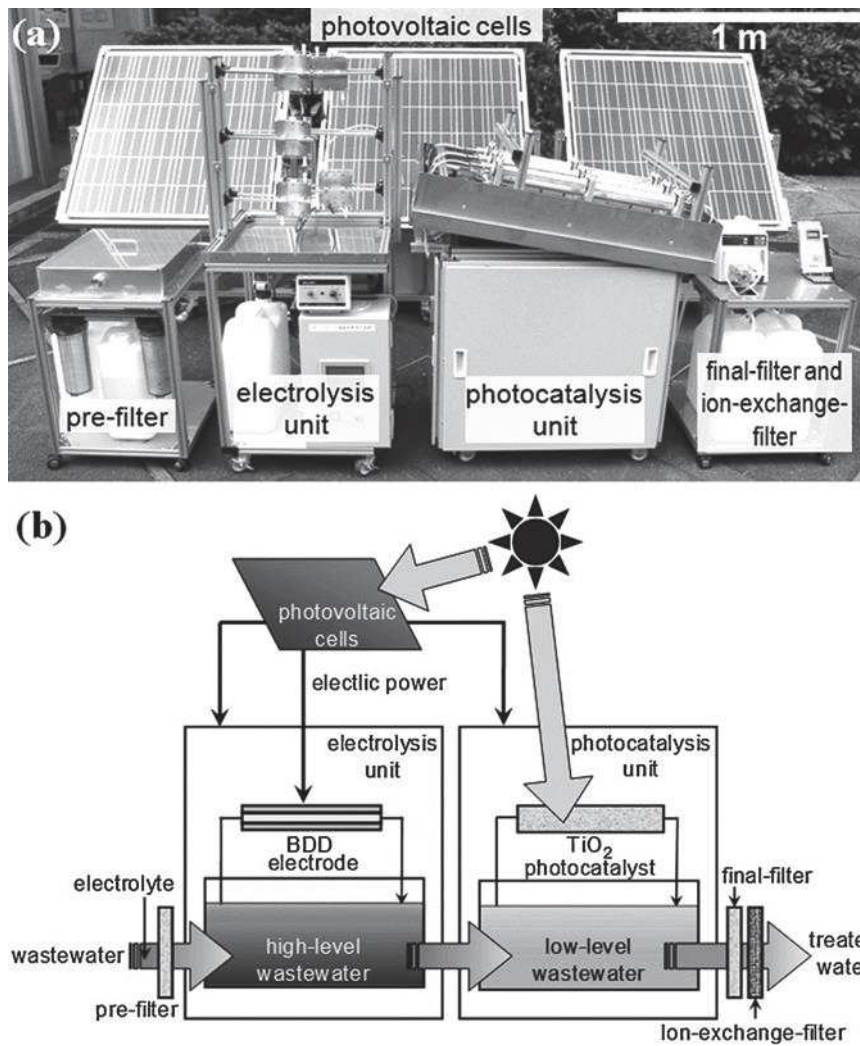 (a)
photovoltaic cells
1 m
pre-filter
electrolysis
unit
photocatalysis
unit
final-filter and
ion-exchange-
filter
(b)
photovoltaic
cells
electlic power
electrolysis
unit
photocatalysis
unit
BDD
electrode
TiO2
photocatalyst
electrolyte
final-filter
wastewater
high-level
wastewater
low-level
wastewater
treate
wate
pre-filter
Ion-exchange-filter